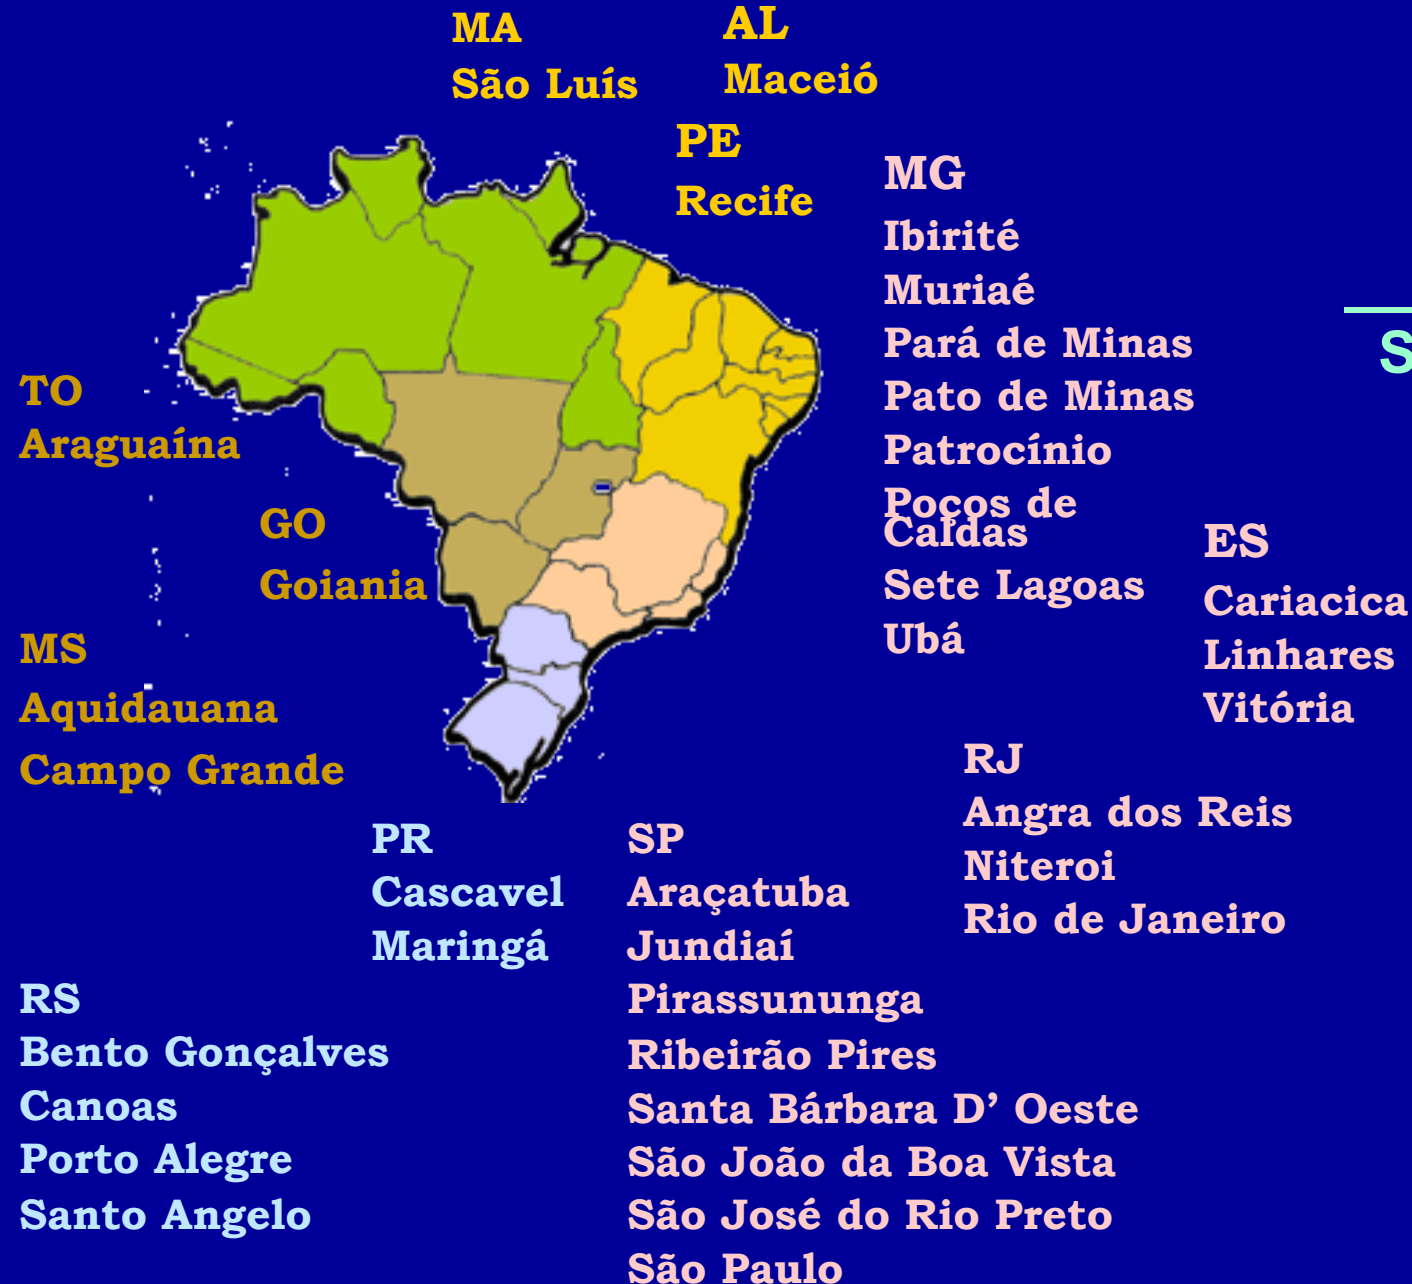 MA
São Luís
AL
Maceió
PE
Recife
MG
Ibirité
Muriaé
Pará de Minas
Pato de Minas
Patrocínio
Poços de
Caldas
Sete Lagoas
Ubá
S
TO
Araguaína
GO
Goiania
MS
Aquidauana
Campo Grande
ES
Cariacica
Linhares
Vitória
RJ
Angra dos Reis
Niteroi
Rio de Janeiro
PR
Cascavel
Maringá
SP
Araçatuba
Jundiaí
Pirassununga
Ribeirão Pires
Santa Bárbara D’ Oeste
São João da Boa Vista
São José do Rio Preto
São Paulo
RS
Bento Gonçalves
Canoas
Porto Alegre
Santo Angelo